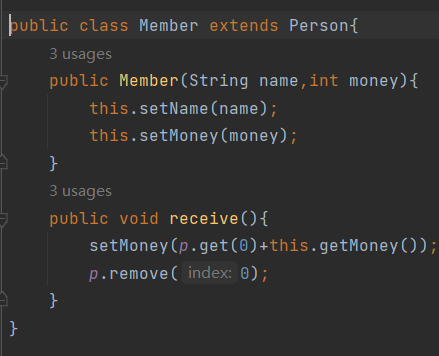 public class Member extends Person{
3 usages
public Member(String name,int money){
this.setName(name);
this.setMoney(money);
}
3 usages
public void receive(){
setMoney(p.get(0)+this.getMoney());
p.remove( index: 0);
}
}